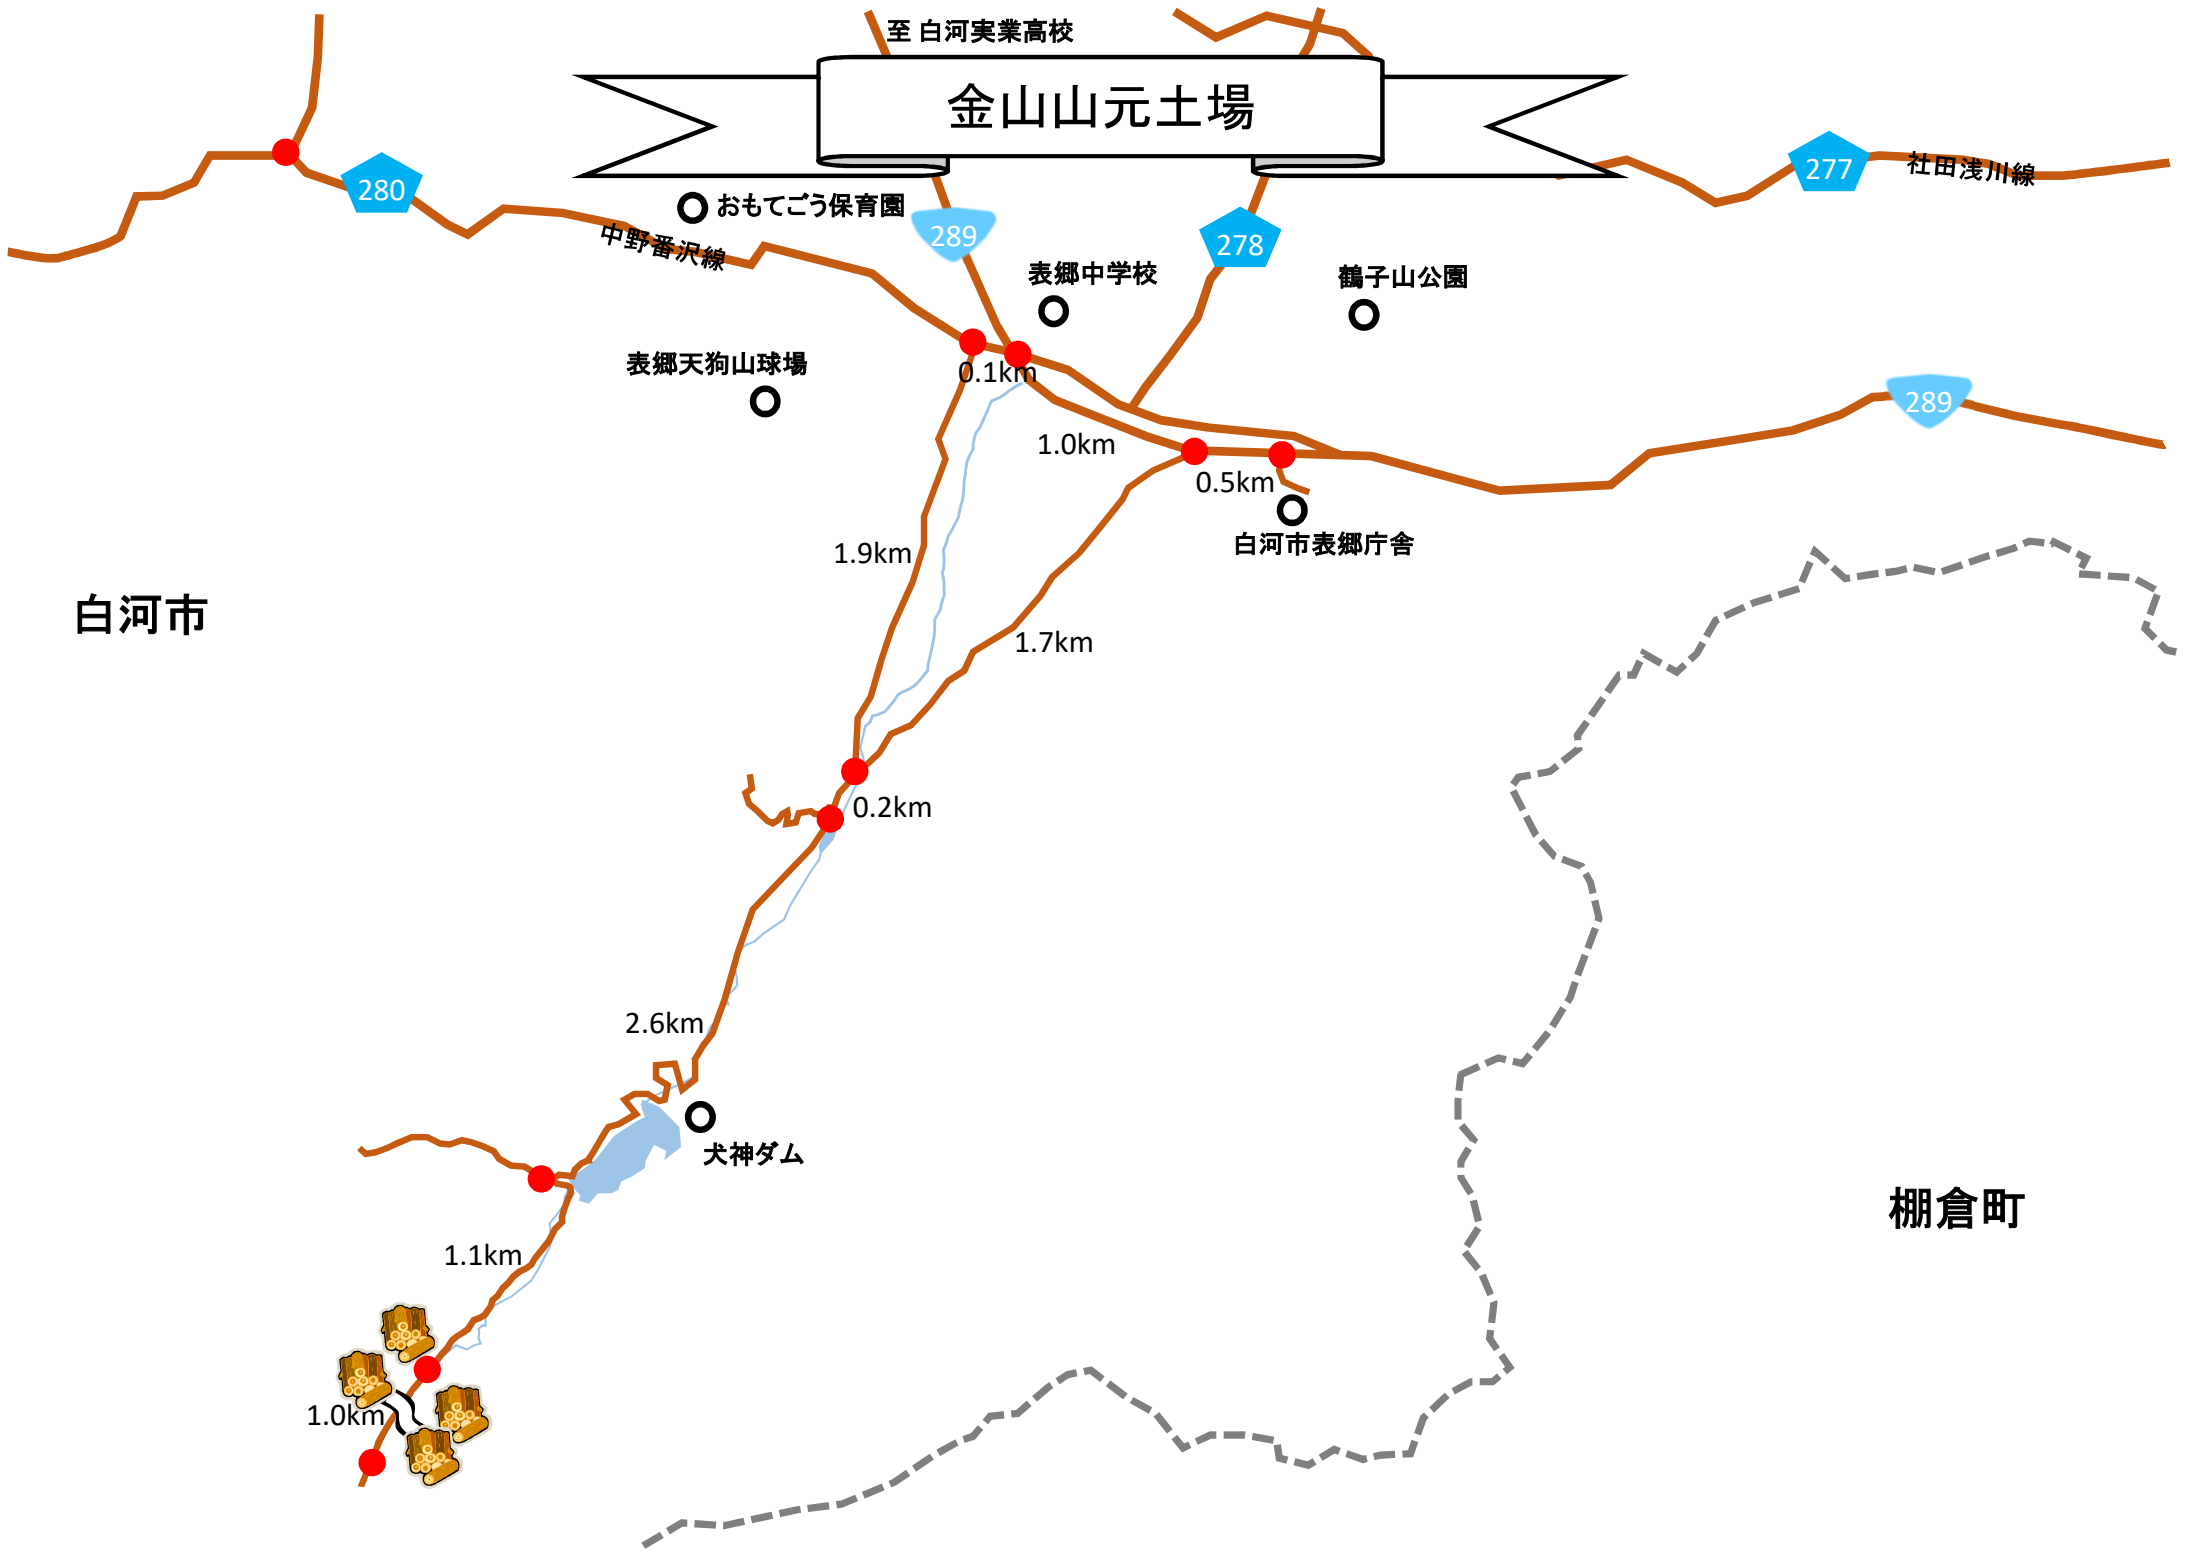 至 白河実業高校
金山山元土場
280
277
社田浅川線
おもてごう保育園
中野番沢線
289
278
表郷中学校
鶴子山公園
表郷天狗山球場
0.1km
289
1.0km
0.5km
白河市表郷庁舎
1.9km
白河市
1.7km
0.2km
2.6km
犬神ダム
棚倉町
1.1km
1.0km